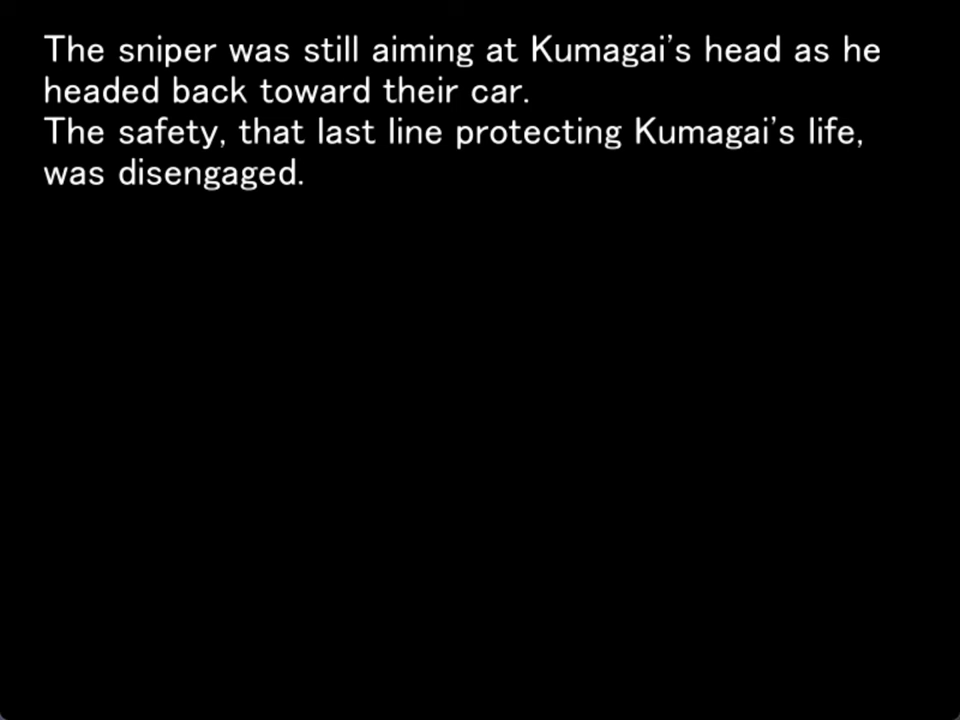 The sniper was still aiming at Kumagai’s head as he
headed back toward their car.
The safety, that last line protecting Kumagai’s life,
was disengaged.